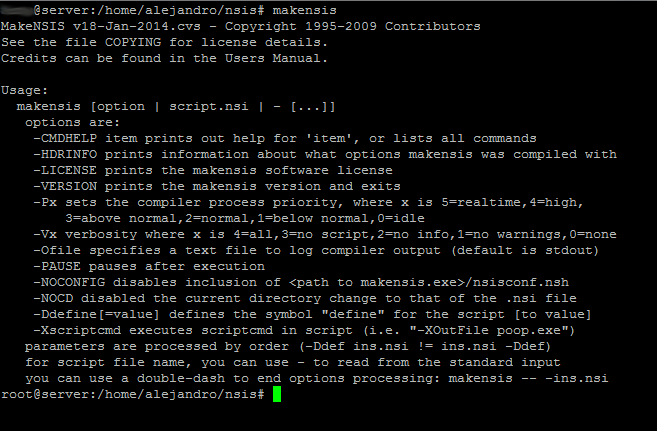 @server:/home/alejandro/nsis# makensis
MakeNSIS v18-Jan-2014.cvs - Copyright 1995-2009 Contributors
See the file COPYING for license details.
Credits can be found in the Users Manual.
Usage:
makensis [option | script.nsi | - [...]]
options are:
-CMDHELP item prints out help for 'item', or lists all commands
-HDRINFO prints information about what options makensis was compiled with
-LICENSE prints the makensis software license
-VERSION prints the makensis version and exits
-Px sets the compiler process priority, where x is 5=realtime,4=high,
3=above normal,2=normal,1=below normal,0=idle
-Vx verbosity where x is 4=all,3=no script,2=no info,1=no warnings,0=none
-Ofile specifies a text file to log compiler output (default is stdout)
-PAUSE pauses after execution
-NOCONFIG disables inclusion of <path to makensis.exe>/nsisconf.nsh
-NOCD disabled the current directory change to that of the .nsi file
-Ddefine[=value] defines the symbol "define" for the script [to value]
-Xscriptcmd executes scriptcmd in script (i.e. "-XOutFile poop.exe")
parameters are processed by order (-Ddef ins.nsi != ins.nsi -Ddef)
for script file name, you can use - to read from the standard input
you can use a double-dash to end options processing: makensis -- -ins.nsi
root@server:/home/alejandro/nsis#